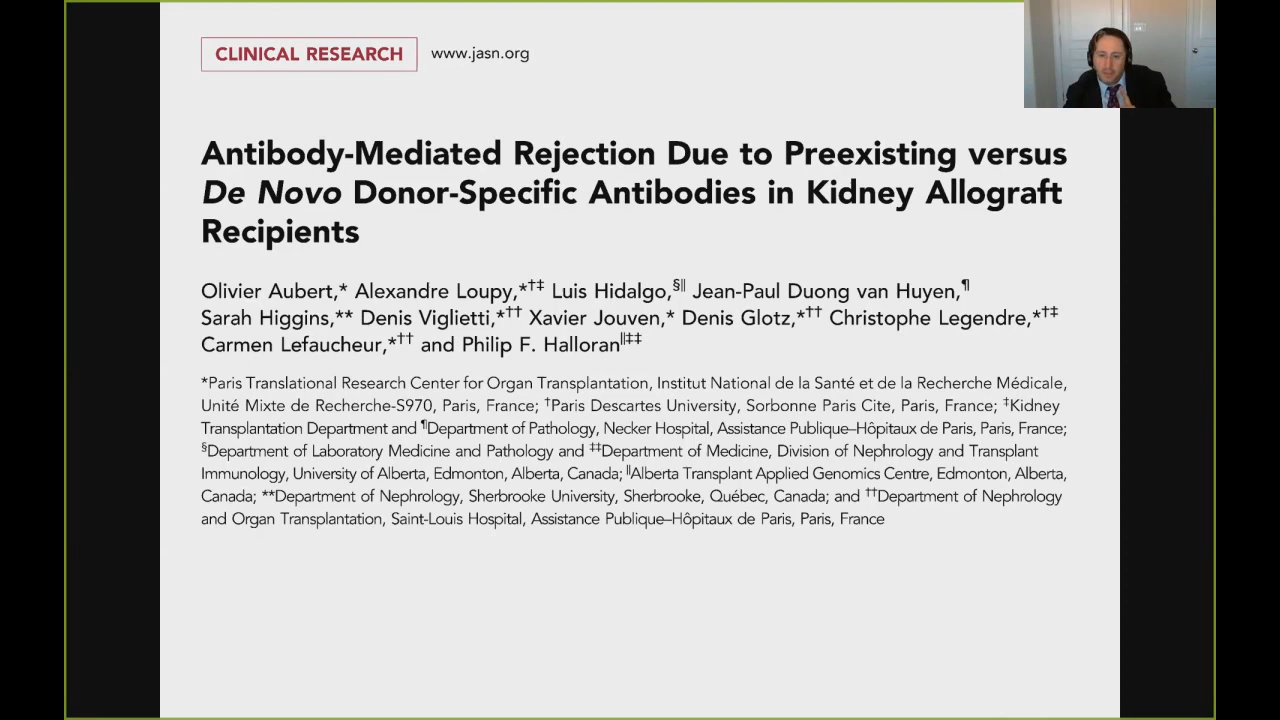 CLINICAL RESEARCH www.jasn.org
Antibody-Mediated Rejection Due to Preexisting versus
De Novo Donor-Specific Antibodies in Kidney Allograft
Recipients
Olivier Aubert,* Alexandre Loupy,*†‡ Luis Hidalgo,§‖ Jean-Paul Duong van Huyen,¶
Sarah Higgins,** Denis Viglietti,*†† Xavier Jouven,* Denis Glotz,*†† Christophe Legendre,*†‡
Carmen Lefaucheur,*†† and Philip F. Halloran‖‡‡
*Paris Translational Research Center for Organ Transplantation, Institut National de la Santé et de la Recherche Médicale,
Unité Mixte de Recherche-S970, Paris, France; †Paris Descartes University, Sorbonne Paris Cite, Paris, France; ‡Kidney
Transplantation Department and ¶Department of Pathology, Necker Hospital, Assistance Publique–Hôpitaux de Paris, Paris, France;
§Department of Laboratory Medicine and Pathology and ‡‡Department of Medicine, Division of Nephrology and Transplant
Immunology, University of Alberta, Edmonton, Alberta, Canada; ‖Alberta Transplant Applied Genomics Centre, Edmonton, Alberta,
Canada; **Department of Nephrology, Sherbrooke University, Sherbrooke, Québec, Canada; and ††Department of Nephrology
and Organ Transplantation, Saint-Louis Hospital, Assistance Publique–Hôpitaux de Paris, Paris, France